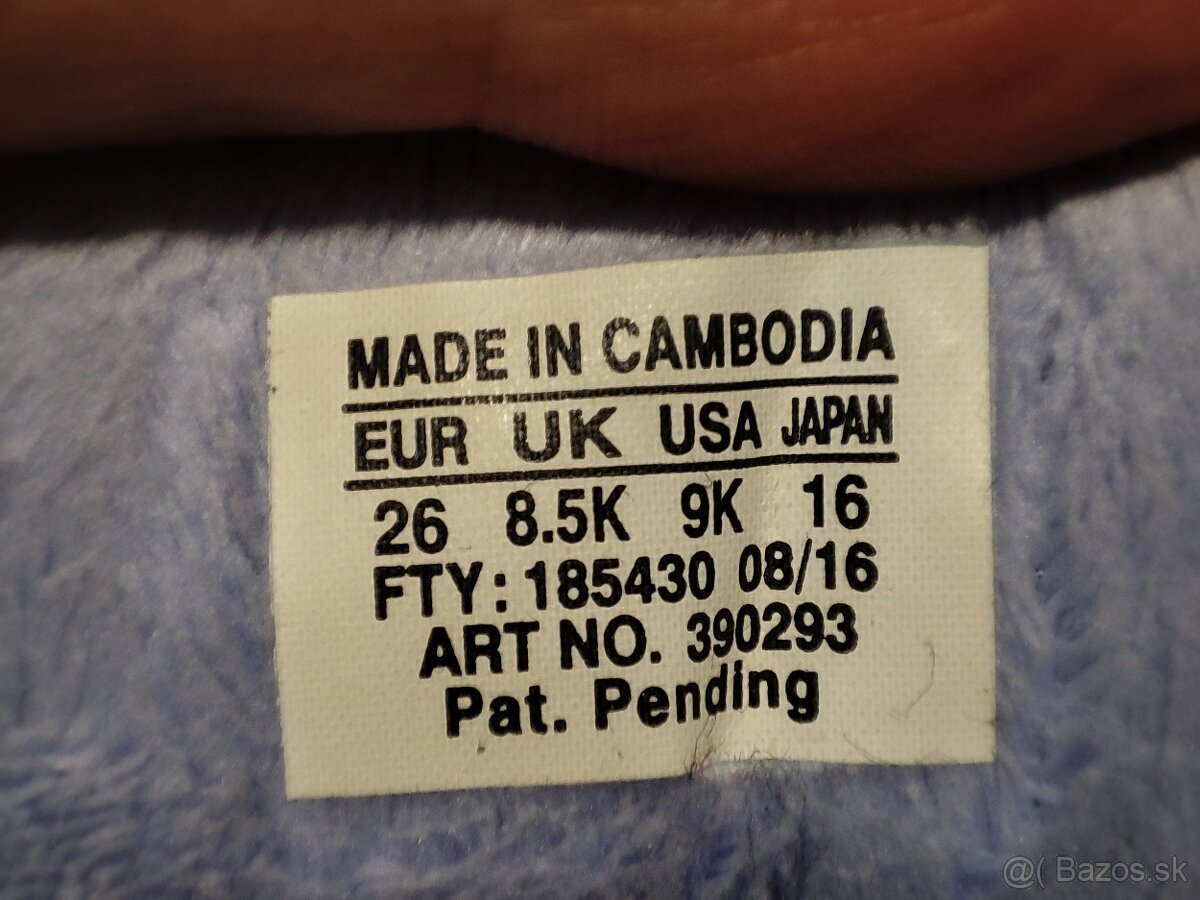 MADE IN CAMBODIA
EUR UK USA JAPAN
26 8.5K 9K 16
FTY: 185430 08/16
ART NO. 390293
Pat. Pending
@( Bazos.sk